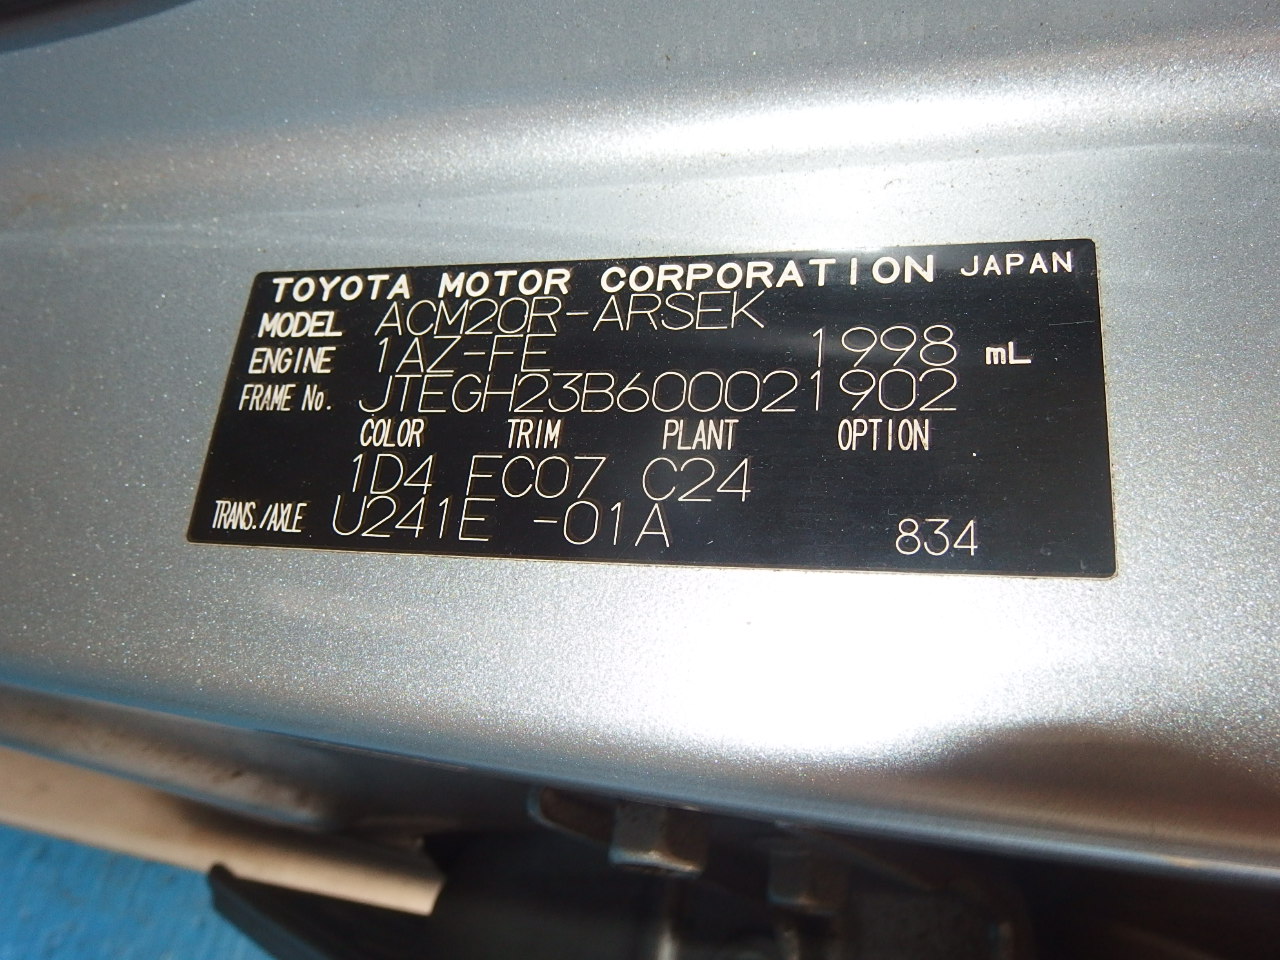 TOYOTA MOTOR CORPORATION JAPAN
MODEL ACM20R-ARSEK
ENGINE 1AZ-FE 1998 mL
FRAME No. JTEGH23B600021902
COLOR TRIM PLANT OPTION
1D4 FC07 C24
TRANS./AXLE U241E -01A 834